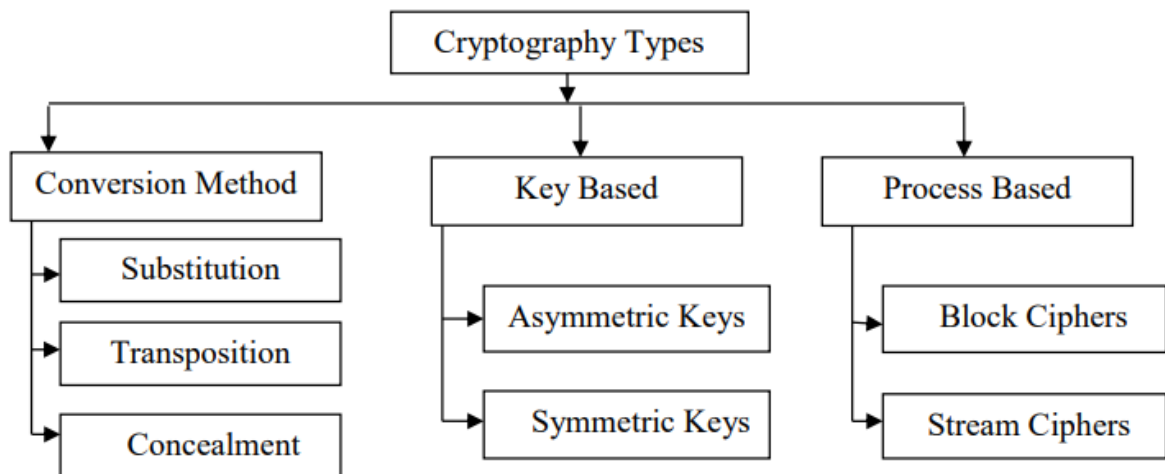 Cryptography Types
Conversion Method
Key Based
Process Based
Substitution
Transposition
Concealment
Asymmetric Keys
Symmetric Keys
Block Ciphers
Stream Ciphers